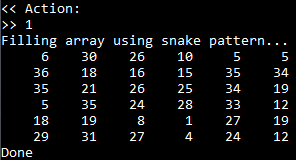 << Action:
>> 1
Filling array using snake pattern...
6 30 26 10 5 5
36 18 16 15 35 34
35 21 26 25 34 19
5 35 24 28 33 12
18 19 8 1 27 19
29 31 27 4 24 12
Done